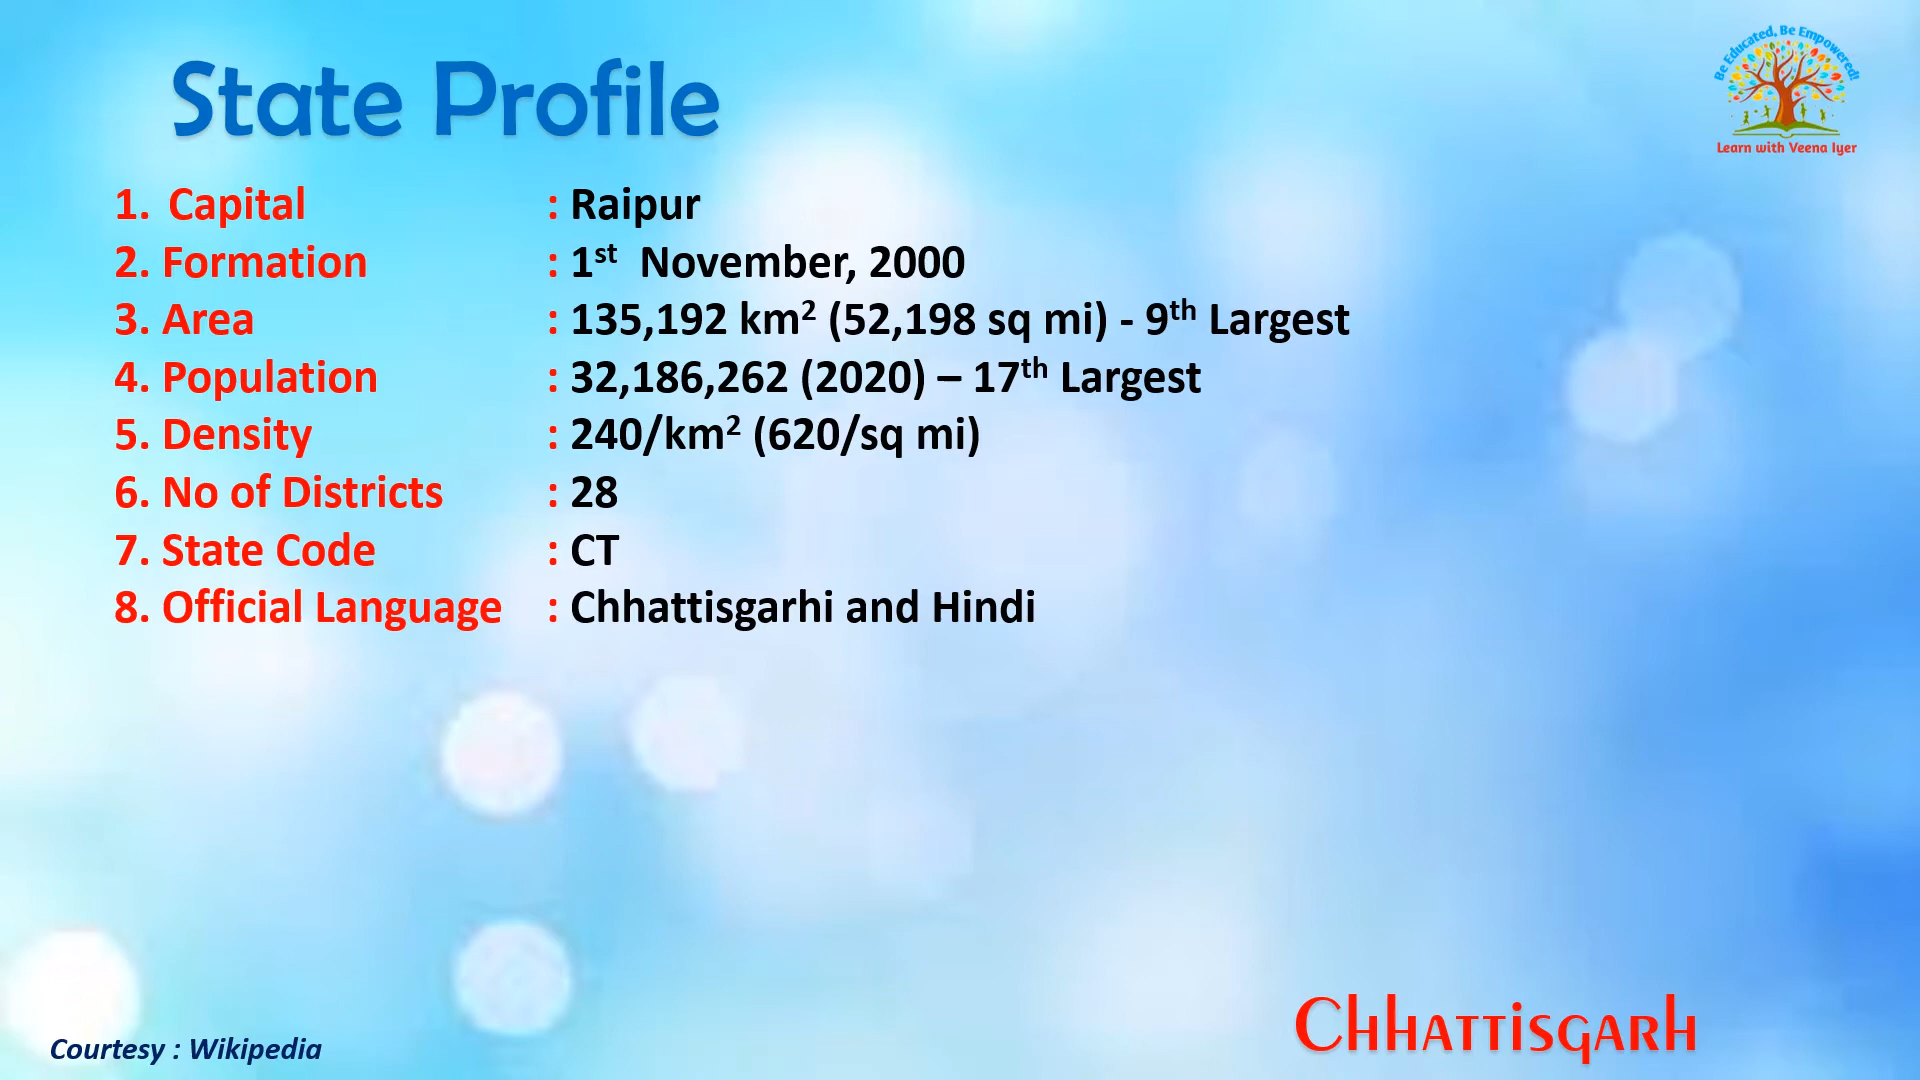 State Profile
Be Educated, Be Empowered!
Learn with Veena Iyer
1. Capital : Raipur
2. Formation : 1st November, 2000
3. Area : 135,192 km² (52,198 sq mi) - 9th Largest
4. Population : 32,186,262 (2020) – 17th Largest
5. Density : 240/km² (620/sq mi)
6. No of Districts : 28
7. State Code : CT
8. Official Language : Chhattisgarhi and Hindi
Chhattisgarh
Courtesy : Wikipedia